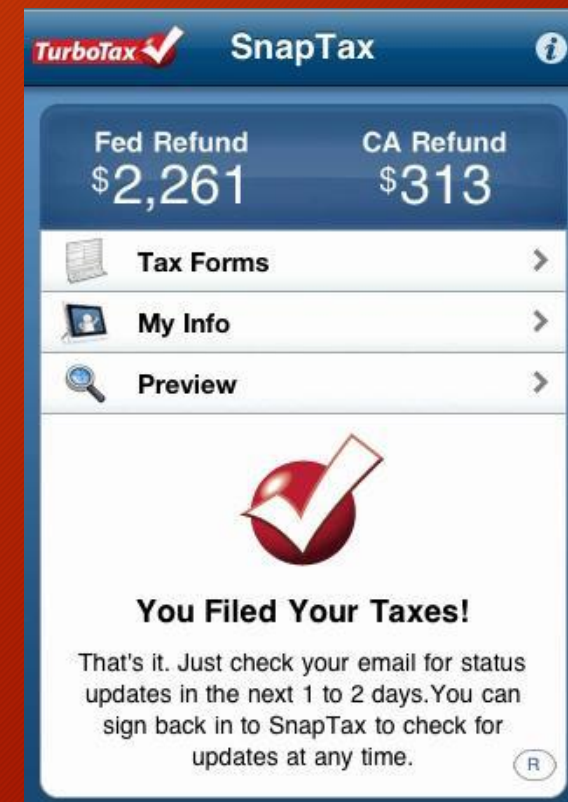 TurboTax SnapTax i
Fed Refund CA Refund
$2,261 $313
Tax Forms
My Info
Preview
You Filed Your Taxes!
That's it. Just check your email for status
updates in the next 1 to 2 days.You can
sign back in to SnapTax to check for
updates at any time.
R